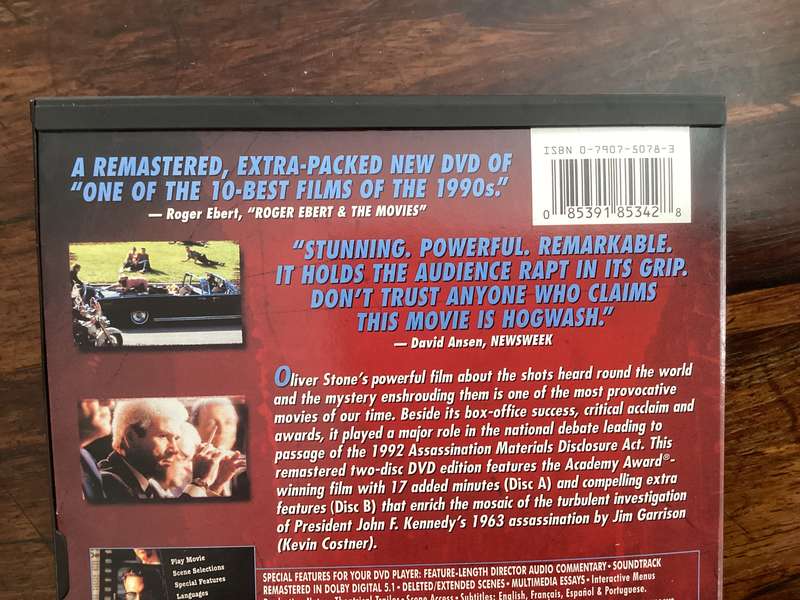 ISBN 0-7907-5078-3
0 85391 85342 8
A REMASTERED, EXTRA-PACKED NEW DVD OF
"ONE OF THE 10-BEST FILMS OF THE 1990s."
— Roger Ebert, "ROGER EBERT & THE MOVIES"
"STUNNING. POWERFUL. REMARKABLE.
IT HOLDS THE AUDIENCE RAPT IN ITS GRIP.
DON'T TRUST ANYONE WHO CLAIMS
THIS MOVIE IS HOGWASH."
— David Ansen, NEWSWEEK
Oliver Stone's powerful film about the shots heard round the world
and the mystery enshrouding them is one of the most provocative
movies of our time. Beside its box-office success, critical acclaim and
awards, it played a major role in the national debate leading to
passage of the 1992 Assassination Materials Disclosure Act. This
remastered two-disc DVD edition features the Academy Award®-
winning film with 17 added minutes (Disc A) and compelling extra
features (Disc B) that enrich the mosaic of the turbulent investigation
of President John F. Kennedy's 1963 assassination by Jim Garrison
(Kevin Costner).
Play Movie
Scene Selections
Special Features
Languages
SPECIAL FEATURES FOR YOUR DVD PLAYER: FEATURE-LENGTH DIRECTOR AUDIO COMMENTARY • SOUNDTRACK
REMASTERED IN DOLBY DIGITAL 5.1 • DELETED/EXTENDED SCENES • MULTIMEDIA ESSAYS • Interactive Menus
Theatrical Trailer • Scene Access • Subtitles: English, Français, Español & Portuguese.